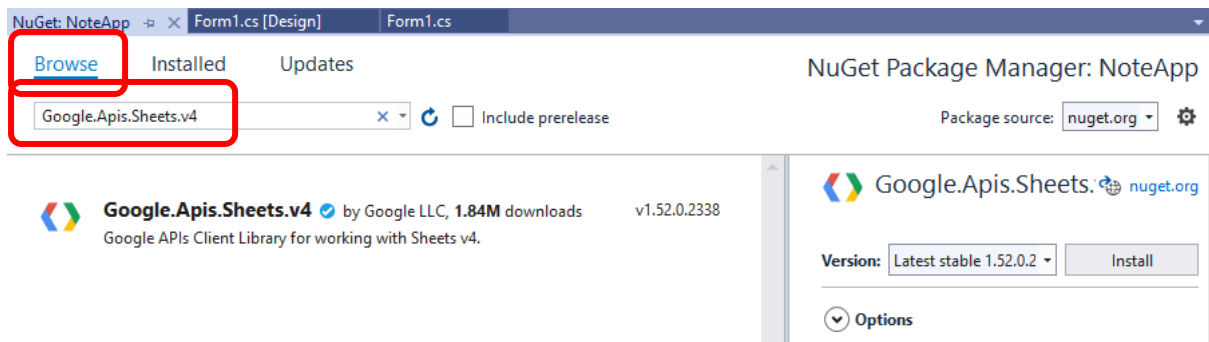 NuGet: NoteApp Form1.cs [Design] Form1.cs
Browse Installed Updates
NuGet Package Manager: NoteApp
Google.Apis.Sheets.v4
Include prerelease
Package source: nuget.org
Google.Apis.Sheets.v4 by Google LLC, 1.84M downloads v1.52.0.2338
Google APIs Client Library for working with Sheets v4.
Google.Apis.Sheets. nuget.org
Version: Latest stable 1.52.0.2 Install
Options